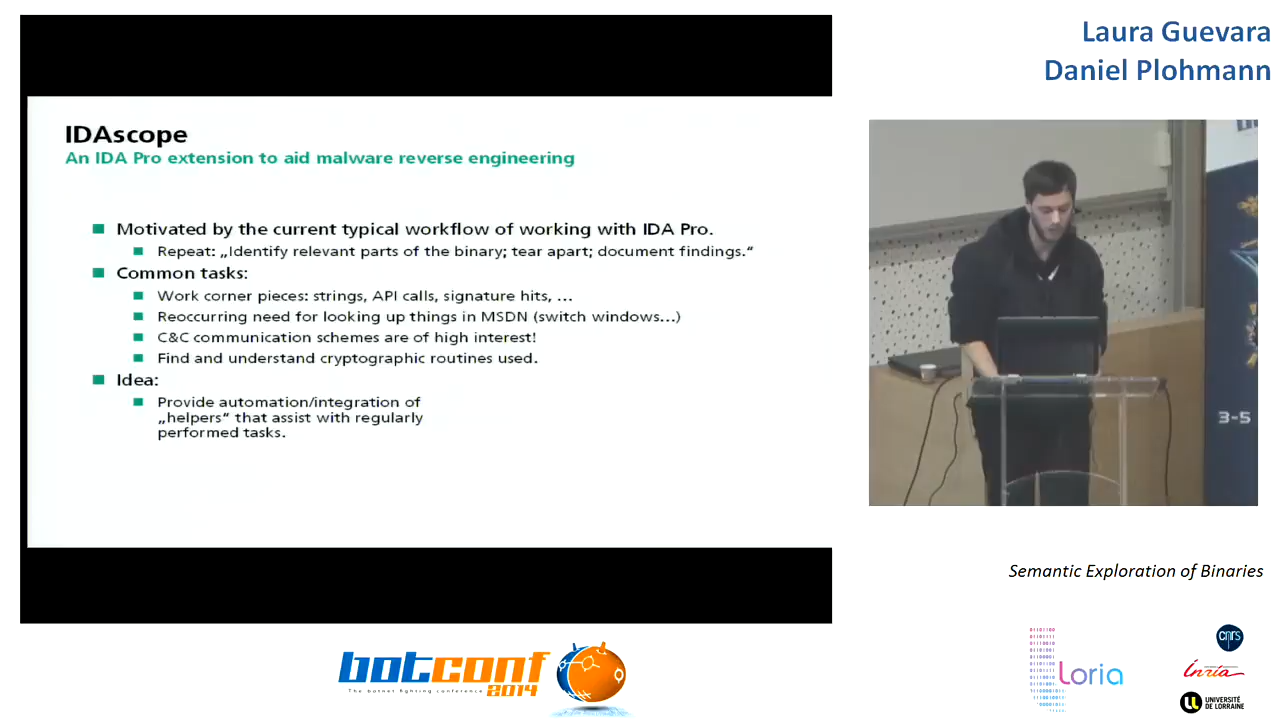 Laura Guevara
Daniel Plohmann
IDAscope
An IDA Pro extension to aid malware reverse engineering
Motivated by the current typical workflow of working with IDA Pro.
Repeat: „Identify relevant parts of the binary; tear apart; document findings.“
Common tasks:
Work corner pieces: strings, API calls, signature hits, …
Reoccurring need for looking up things in MSDN (switch windows…)
C&C communication schemes are of high interest!
Find and understand cryptographic routines used.
Idea:
Provide automation/integration of
„helpers“ that assist with regularly
performed tasks.
3-5
Semantic Exploration of Binaries
botconf
The botnet fighting conference 2014
Loria
cnrs
inria
UNIVERSITÉ
DE LORRAINE